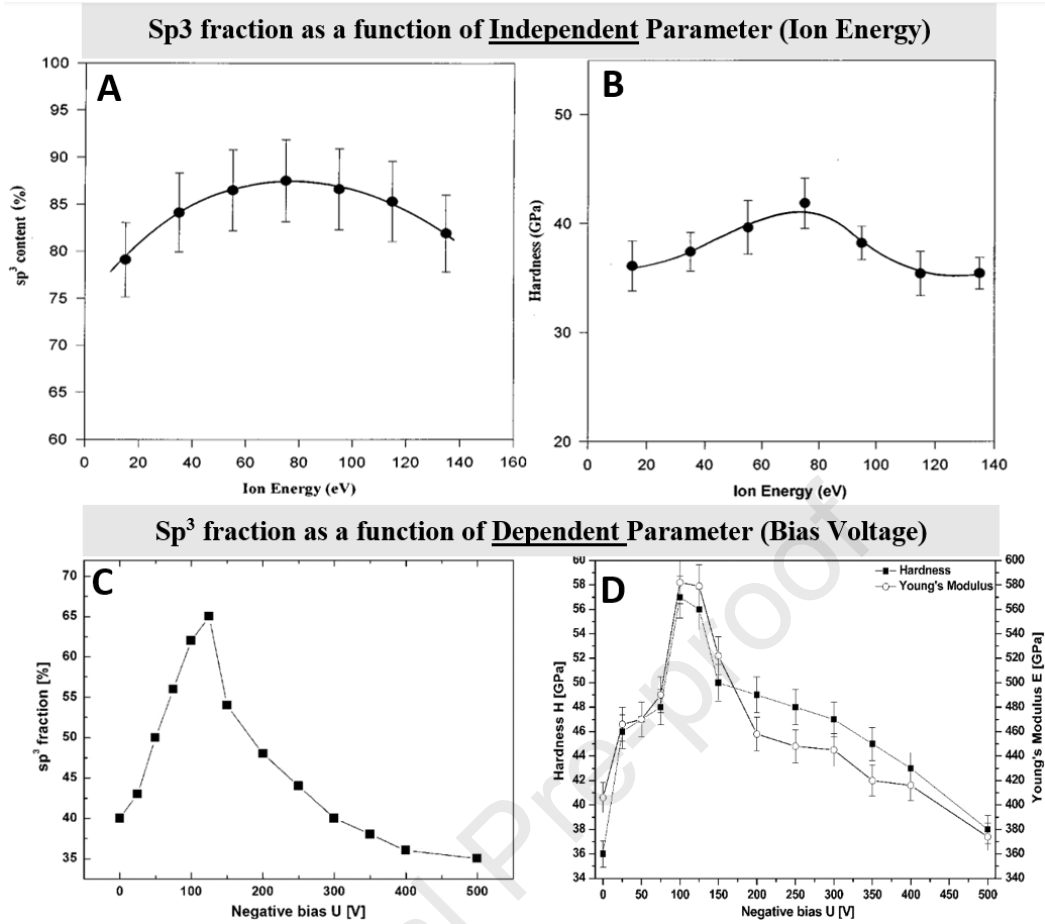 Sp3 fraction as a function of Independent Parameter (Ion Energy)
A
100
95
90
85
80
75
70
65
60
sp³ content (%)
0 20 40 60 80 100 120 140 160
Ion Energy (eV)
B
50
40
30
20
Hardness (GPa)
0 20 40 60 80 100 120 140
Ion Energy (eV)
Sp³ fraction as a function of Dependent Parameter (Bias Voltage)
C
70
65
60
55
50
45
40
35
sp³ fraction [%]
0 100 200 300 400 500
Negative bias U [V]
D
Hardness
Young's Modulus
60
58
56
54
52
50
48
46
44
42
40
38
36
34
Hardness H [GPa]
600
580
560
540
520
500
480
460
440
420
400
380
360
340
Young's Modulus E [GPa]
0 50 100 150 200 250 300 350 400 500
Negative bias U [V]
Pre-proof